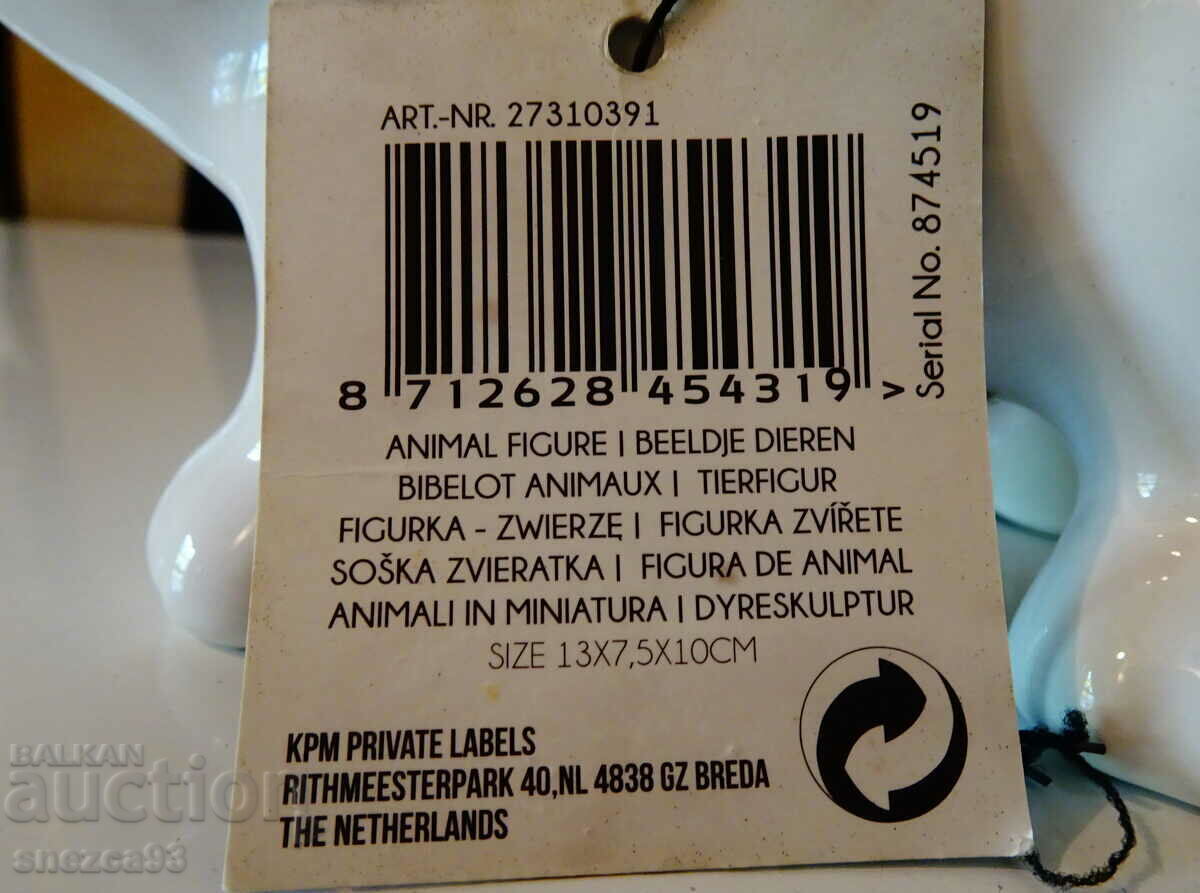 ART.-NR. 27310391
Serial No. 874519
8 712628 454319 >
ANIMAL FIGURE | BEELDJE DIEREN
BIBELOT ANIMAUX | TIERFIGUR
FIGURKA - ZWIERZĘ | FIGURKA ZVÍŘETE
SOŠKA ZVIERATKA | FIGURA DE ANIMAL
ANIMALI IN MINIATURA | DYRESKULPTUR
SIZE 13X7,5X10CM
KPM PRIVATE LABELS
RITHMEESTERPARK 40,NL 4838 GZ BREDA
THE NETHERLANDS
BALKAN
auction
snezca93